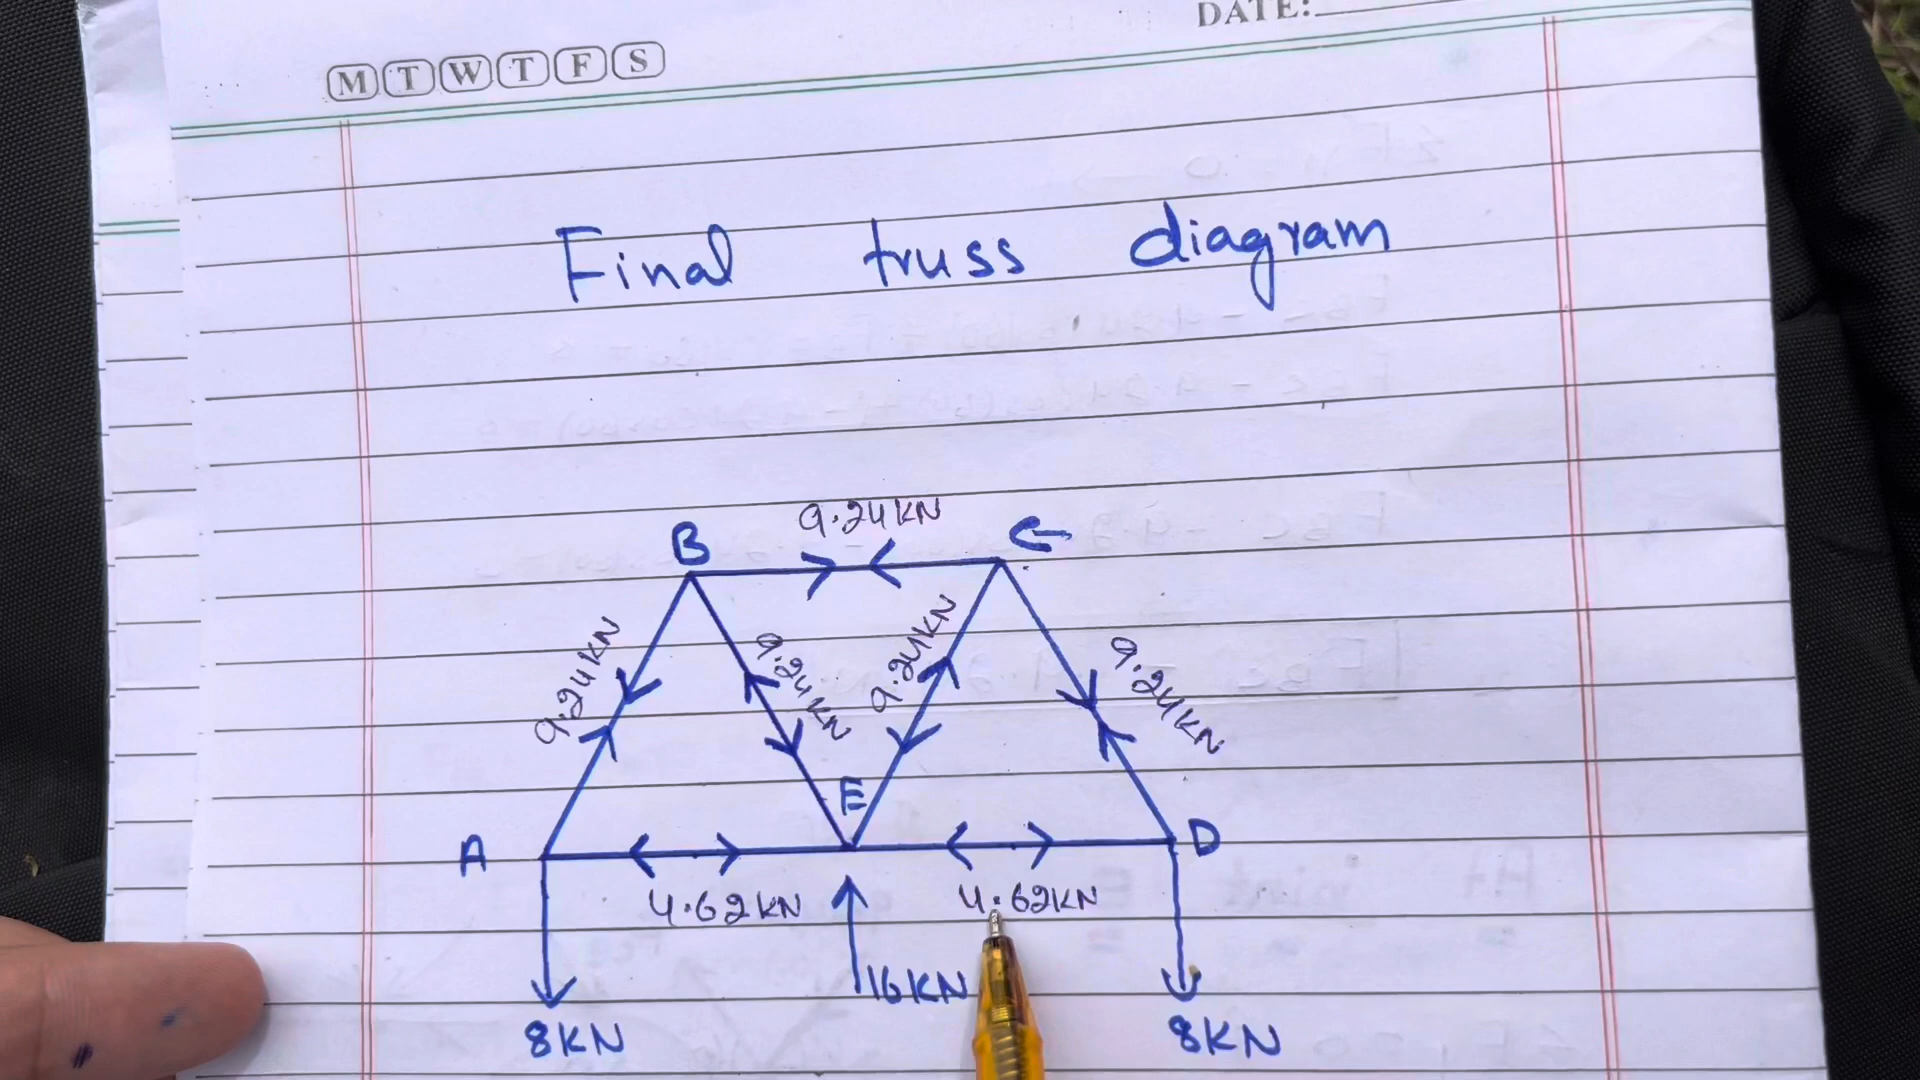 DATE:
M T W T F S
Final truss diagram
9.24KN
B C
9.24KN 9.24KN 9.24KN 9.24KN
E
A D
4.62KN 4.62KN
16KN
8KN 8KN